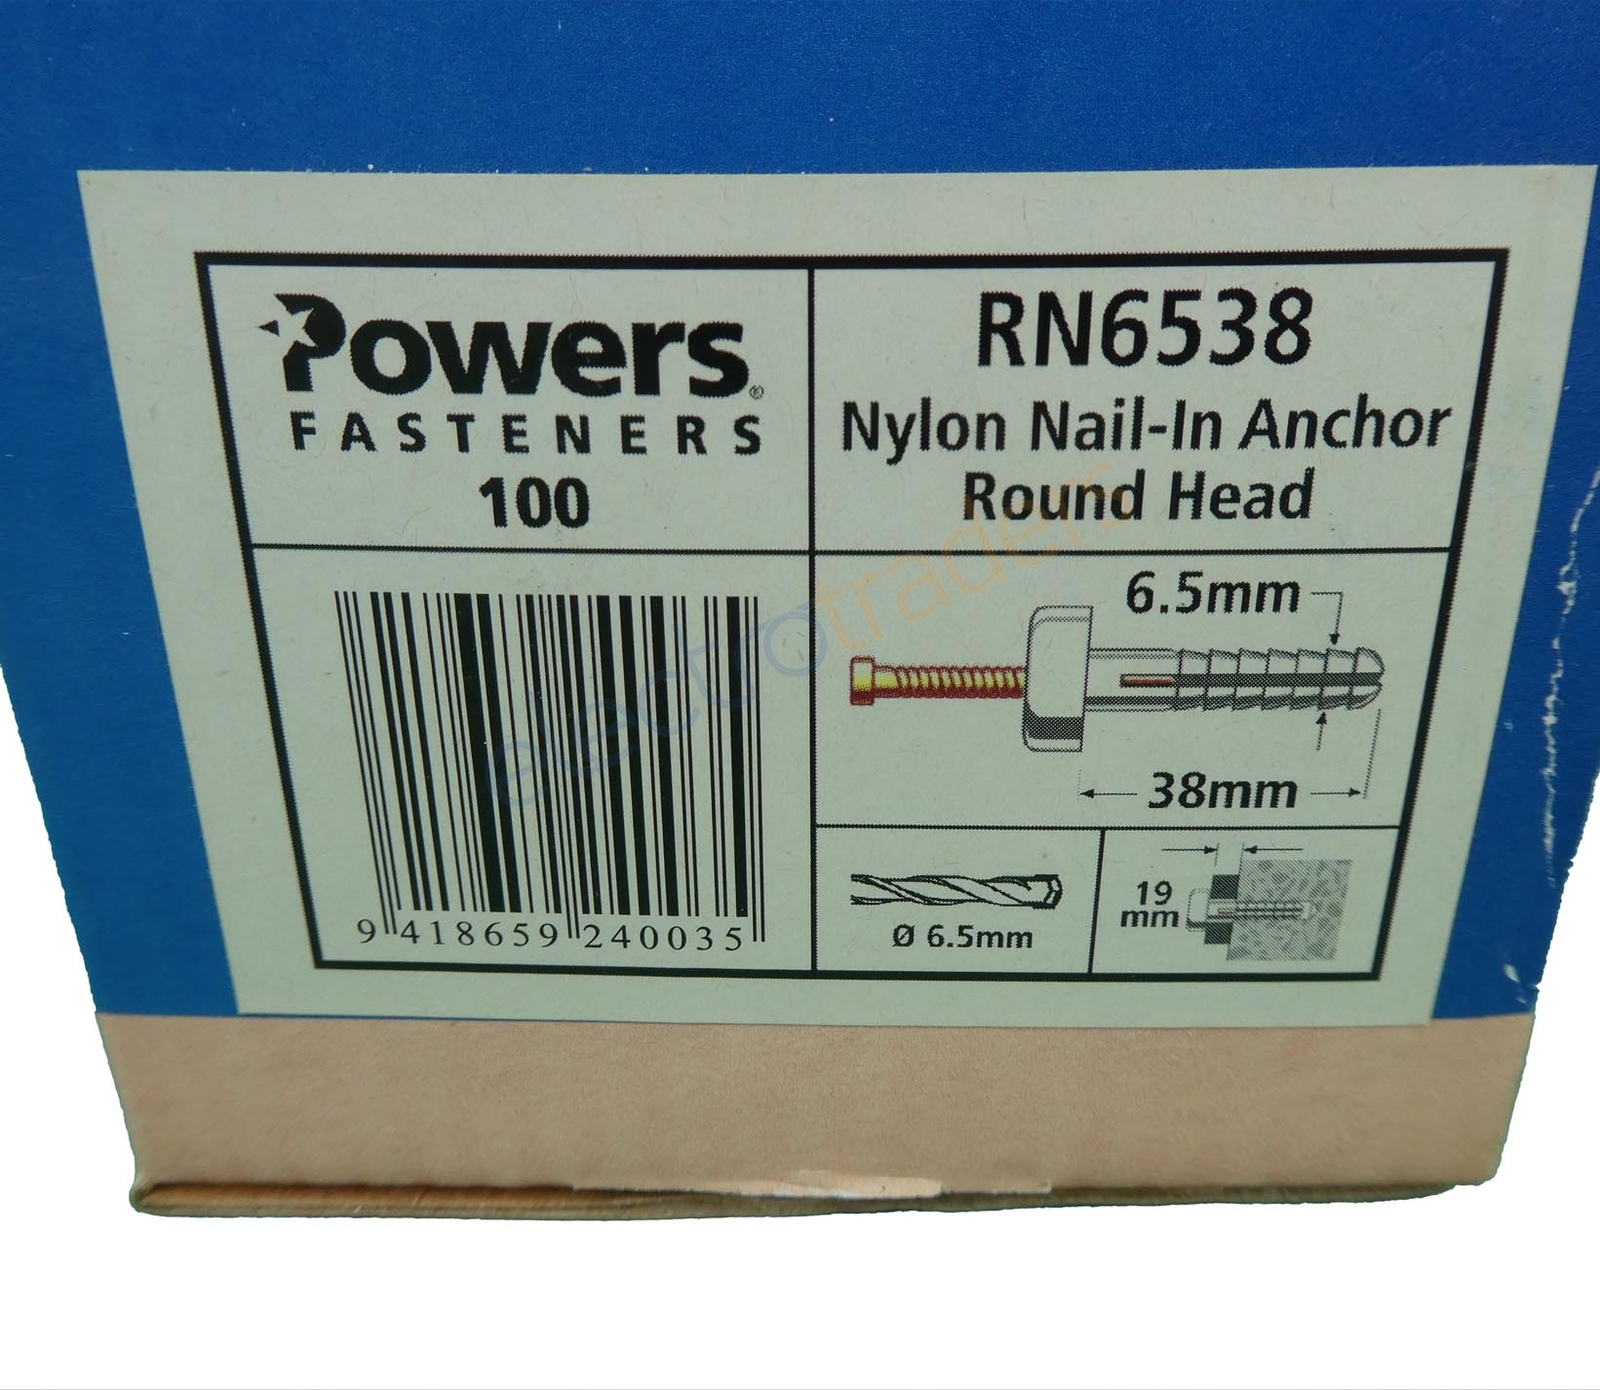 Powers®
FASTENERS
100
RN6538
Nylon Nail-In Anchor
Round Head
6.5mm
38mm
9 418659 240035
Ø 6.5mm
19
mm
electrotraders